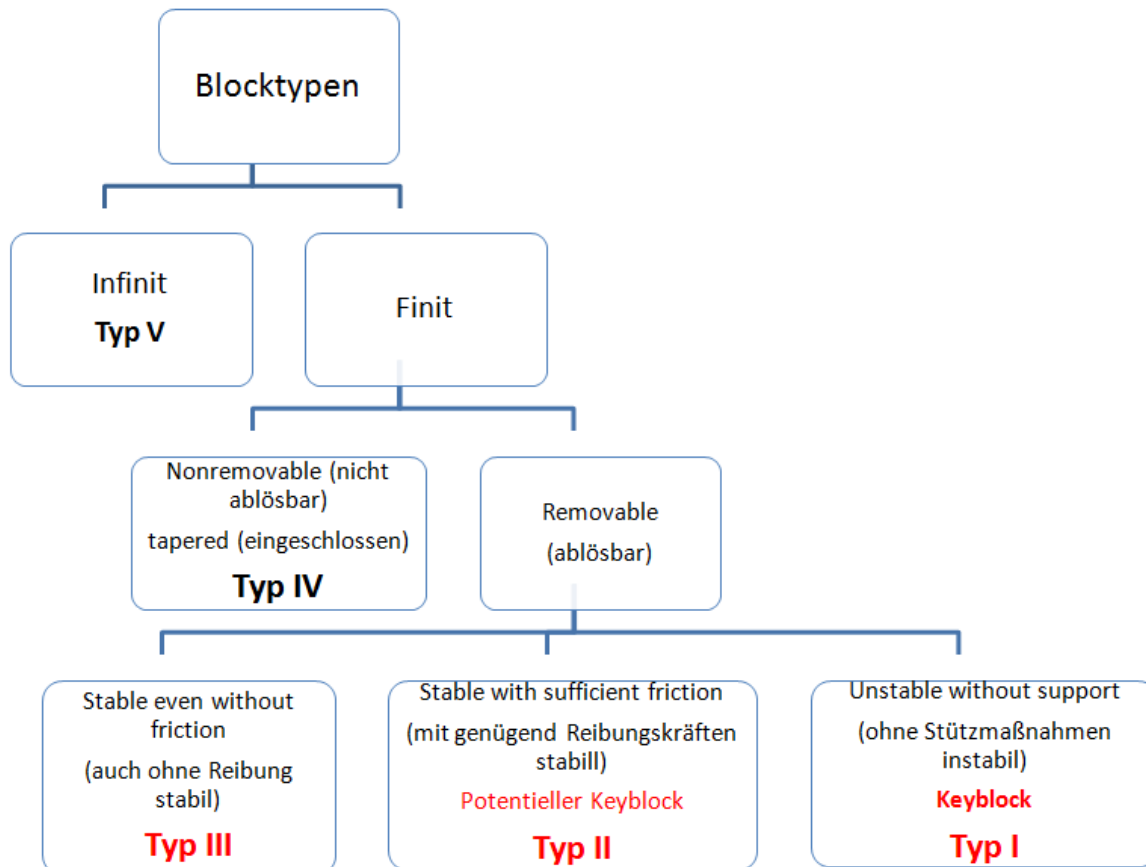 Blocktypen
Infinit
Typ V
Finit
Nonremovable (nicht
ablösbar)
tapered (eingeschlossen)
Typ IV
Removable
(ablösbar)
Stable even without
friction
(auch ohne Reibung
stabil)
Typ III
Stable with sufficient friction
(mit genügend Reibungskräften
stabill)
Potentieller Keyblock
Typ II
Unstable without support
(ohne Stützmaßnahmen
instabil)
Keyblock
Typ I